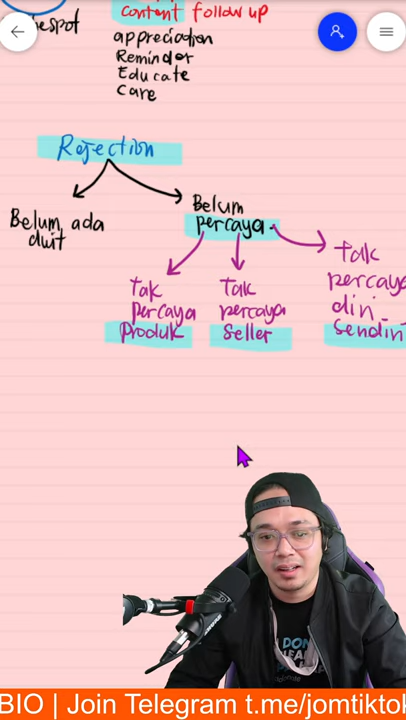 Content follow up
appreciation
Reminder
Educate
Care
Rejection
Belum ada
duit
Belum
percaya
Tak
percaya
Produk
Tak
percaya
Seller
Tak
percaya
diri
Sendiri
I DON
BIO | Join Telegram t.me/jomtiktok